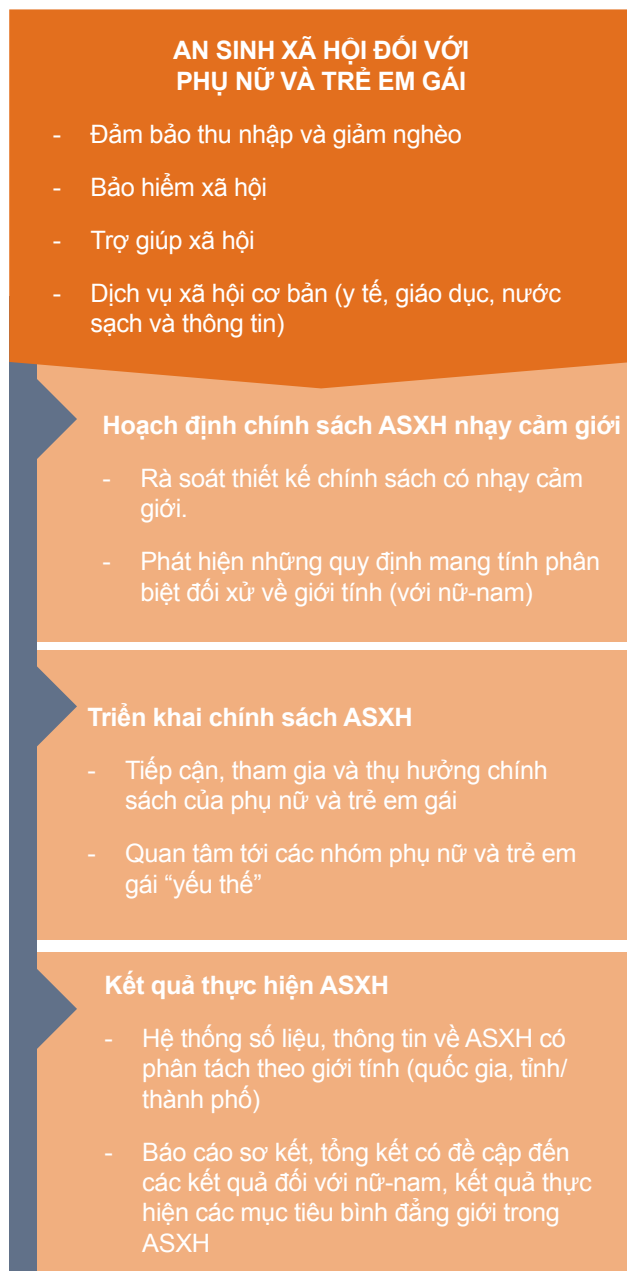 AN SINH XÃ HỘI ĐỐI VỚI
PHỤ NỮ VÀ TRẺ EM GÁI
- Đảm bảo thu nhập và giảm nghèo
- Bảo hiểm xã hội
- Trợ giúp xã hội
- Dịch vụ xã hội cơ bản (y tế, giáo dục, nước
sạch và thông tin)
Hoạch định chính sách ASXH nhạy cảm giới
- Rà soát thiết kế chính sách có nhạy cảm
giới.
- Phát hiện những quy định mang tính phân
biệt đối xử về giới tính (với nữ-nam)
Triển khai chính sách ASXH
- Tiếp cận, tham gia và thụ hưởng chính
sách của phụ nữ và trẻ em gái
- Quan tâm tới các nhóm phụ nữ và trẻ em
gái “yếu thế”
Kết quả thực hiện ASXH
- Hệ thống số liệu, thông tin về ASXH có
phân tách theo giới tính (quốc gia, tỉnh/
thành phố)
- Báo cáo sơ kết, tổng kết có đề cập đến
các kết quả đối với nữ-nam, kết quả thực
hiện các mục tiêu bình đẳng giới trong
ASXH